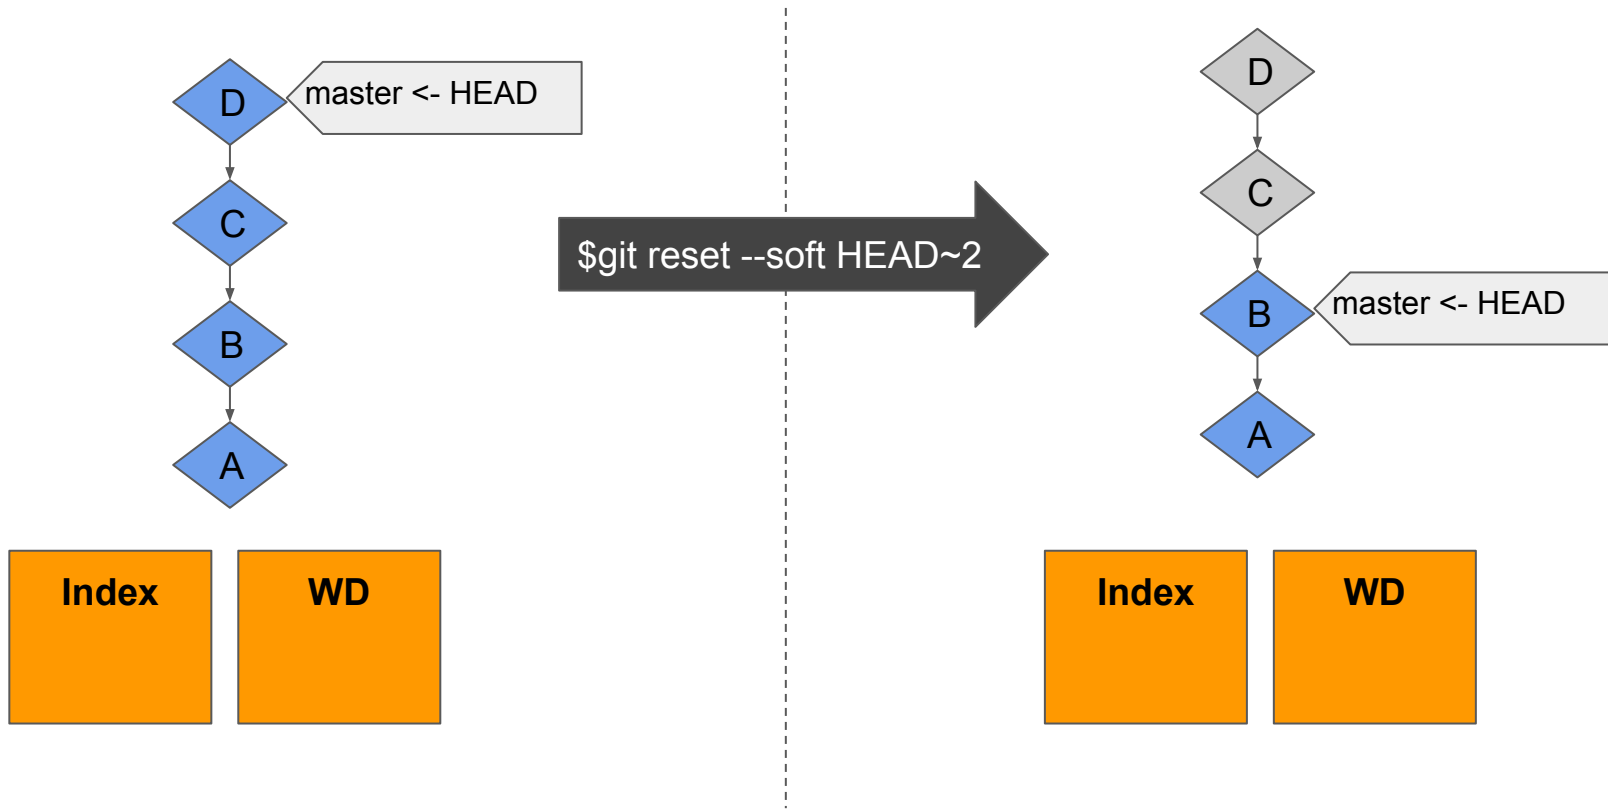 D
master <- HEAD
C
B
A
Index
WD
$git reset --soft HEAD~2
D
C
B
master <- HEAD
A
Index
WD